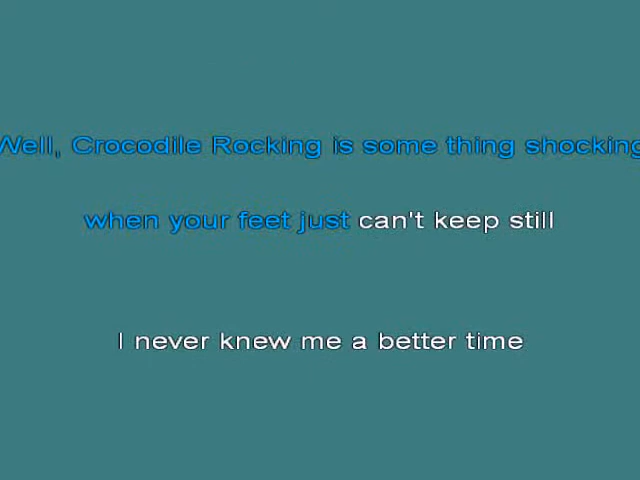 Well, Crocodile Rocking is some thing shocking
when your feet just can't keep still
I never knew me a better time